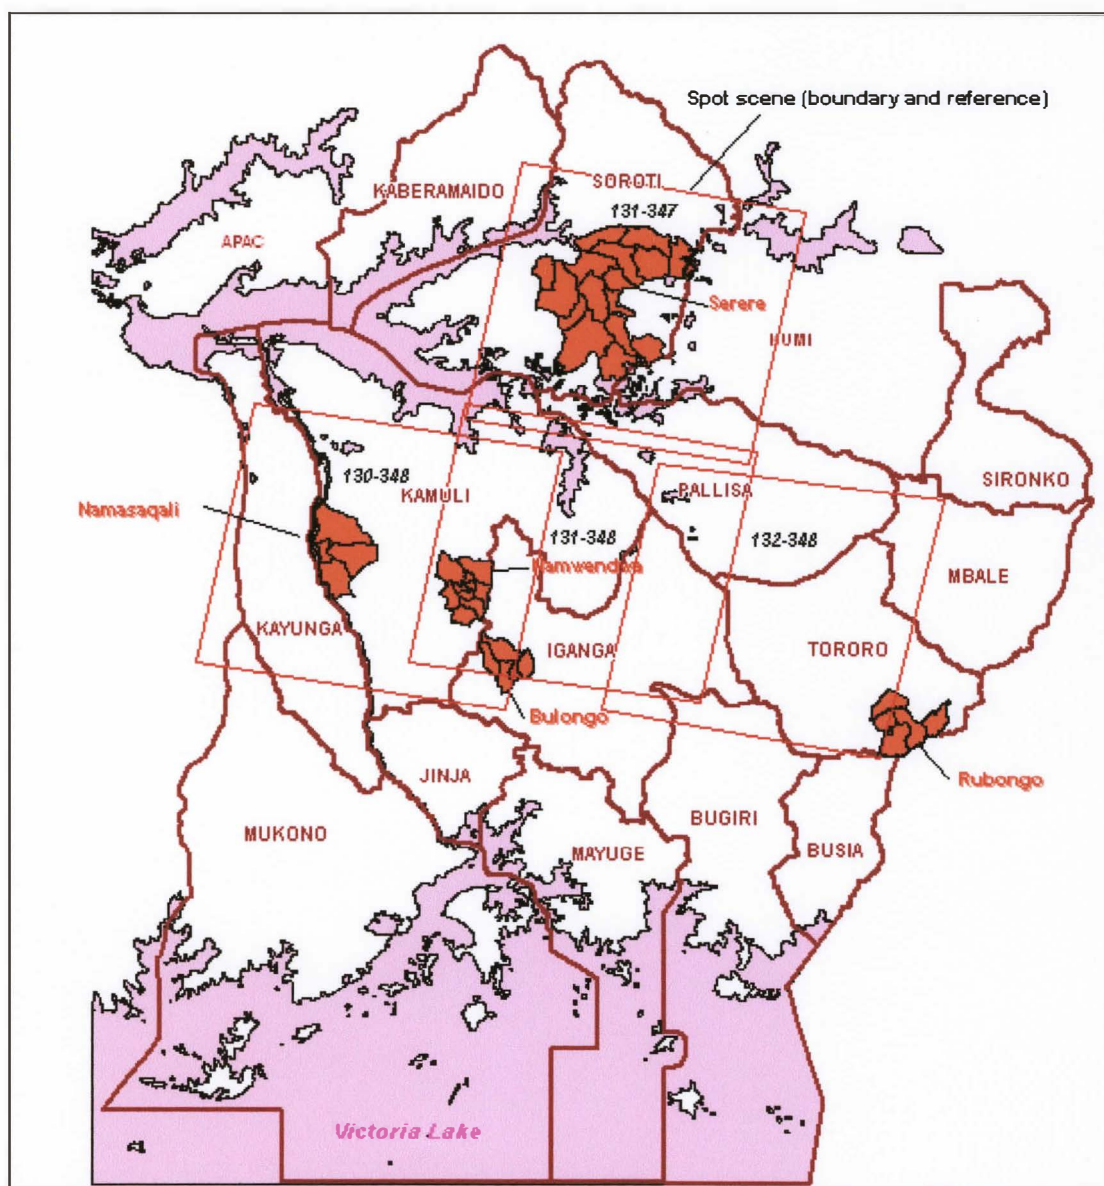 Spot scene (boundary and reference)
SOROTI
KABERAMAIDO
131-347
APAC
Serere
KUMI
130-348
SIRONKO
PALLISA
KAMULI
Namasagali
131-348
132-348
Namwendwa
MBALE
KAYUNGA
IGANGA
TORORO
Bulongo
JINJA
Rubongo
BUGIRI
MUKONO
MAYUGE
BUSIA
Victoria Lake